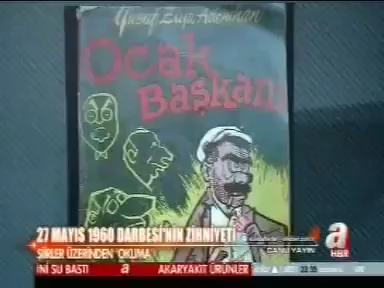 Yusuf Ziya Ademhan
Ocak
Başkanı
27 MAYIS 1960 DARBESİ'NİN ZİHNİYETİ
ŞİİRLER ÜZERİNDEN 'OKUMA'
CANLI YAYIN
a
HBR
İNİ SU BASTI
a
AKARYAKIT ÜRÜNLER